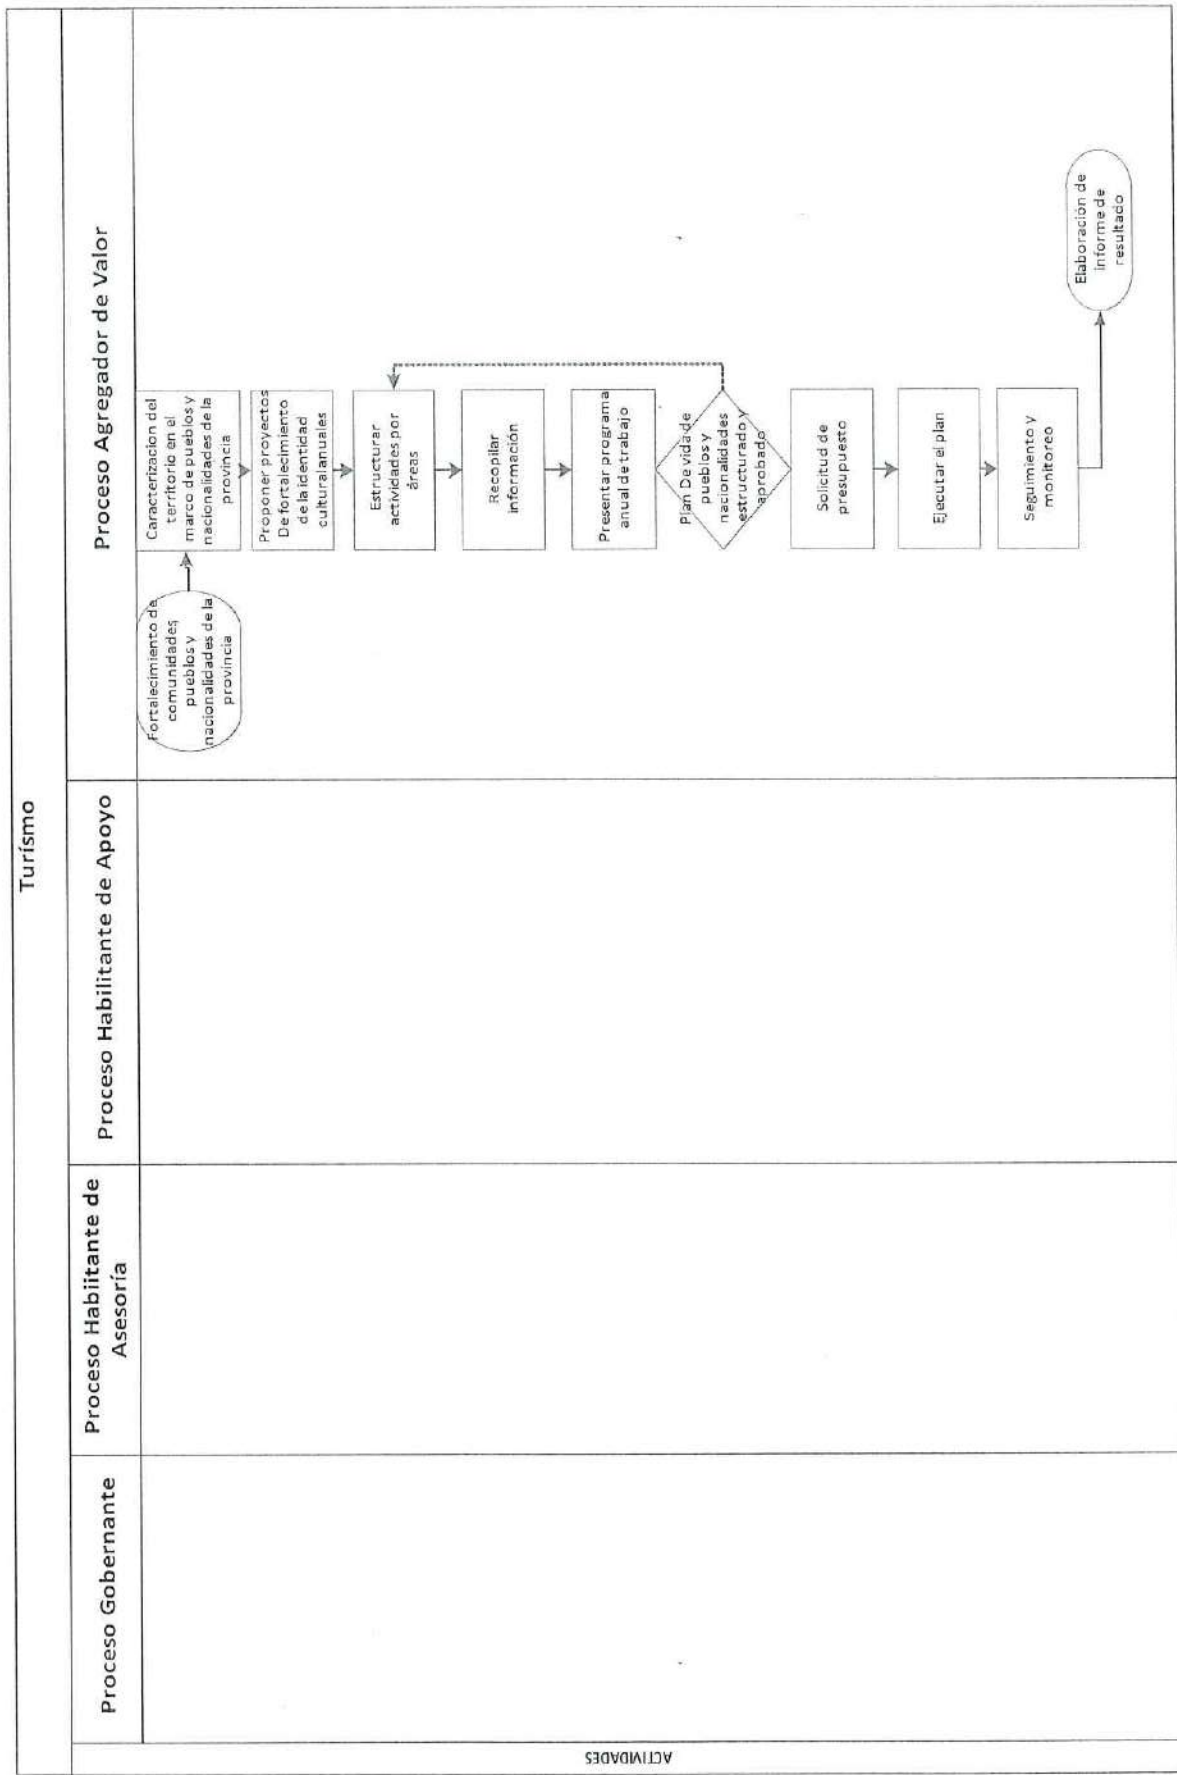 Turísmo
Proceso Gobernante
Proceso Habiitante de
Asesoría
Proceso Habilitante de Apoyo
Proceso Agregador de Valor
ACTIVIDADES
Fortalecimiento de
comunidades
pueblos y
nacionalidades de la
provincia
Caracterizacion del
territorio en el
marco de pueblos y
nacionalidades de la
provincia
Proponer proyectos
De fortalecimiento
de la identidad
cultural anuales
Estructurar
actividades por
áreas
Recopilar
información
Presentar programa
anual de trabajo
Plan De vida de
pueblos y
nacionalidades
estructurado y
aprobado
Solicitud de
presupuesto
Ejecutar el plan
Seguimiento y
monitoreo
Elaboración de
informe de
resultado